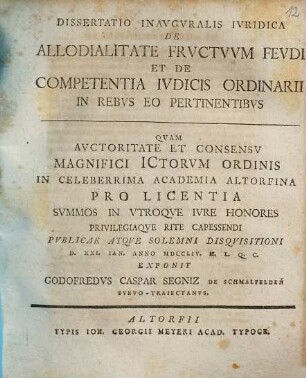 12
DISSERTATIO INAVGVRALIS IVRIDICA
DE
ALLODIALITATE FRVCTVVM FEVDI
ET DE
COMPETENTIA IVDICIS ORDINARII
IN REBVS EO PERTINENTIBVS
QVAM
AVCTORITATE ET CONSENSV
MAGNIFICI ICTORVM ORDINIS
IN CELEBERRIMA ACADEMIA ALTORFINA
PRO LICENTIA
SVMMOS IN VTROQVE IVRE HONORES
PRIVILEGIAQVE RITE CAPESSENDI
PVBLICAE ATQVE SOLEMNI DISQVISITIONI
D. XXI. IAN. ANNO MDCCLIV. H. L. Q. C.
EXPONIT
GODOFREDVS CASPAR SEGNIZ DE SCHMALFELDEN
SVEVO-TRAIECTANVS.
ALTORFII
TYPIS IOH. GEORGII MEYERI ACAD. TYPOGR.